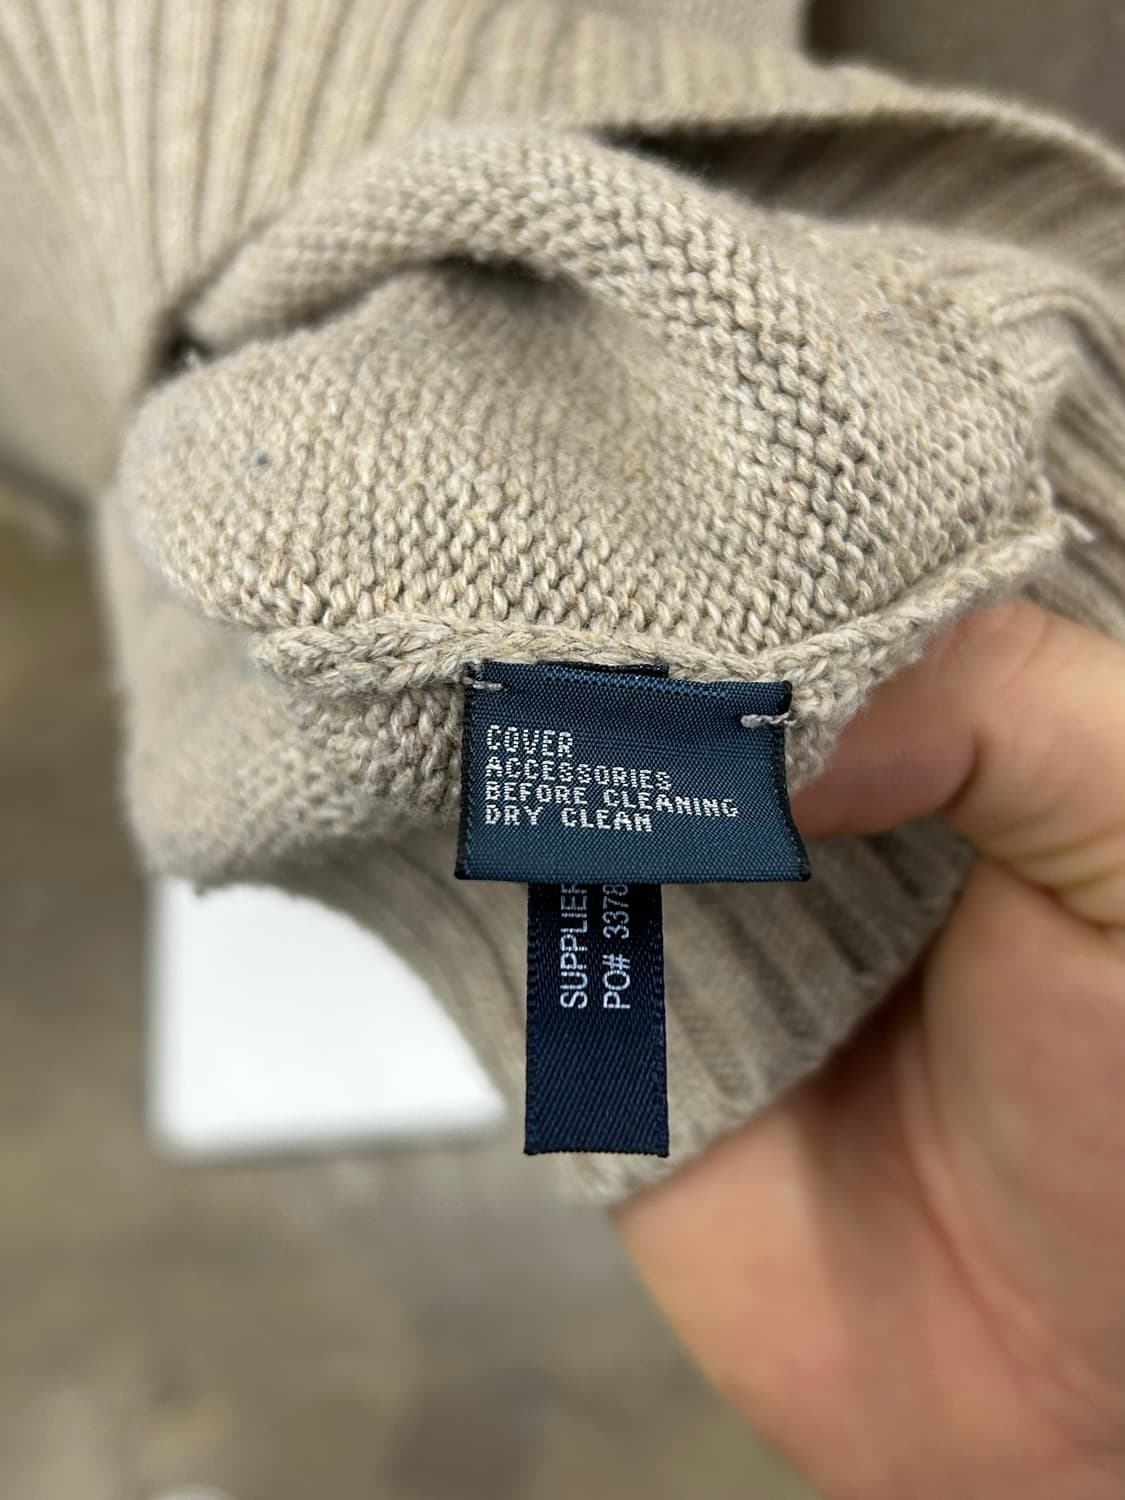 COVER
ACCESSORIES
BEFORE CLEANING
DRY CLEAN
SUPPLIER
PO# 3378